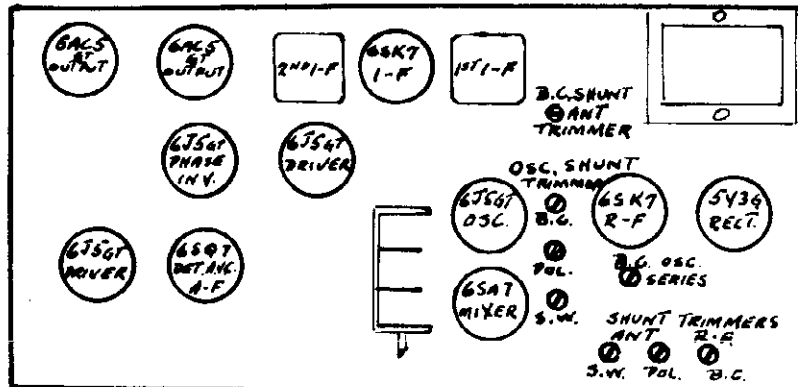 6AC5
GT
OUTPUT
6AC5
GT
OUTPUT
2ND I-F
6SK7
I-F
1ST I-F
B.C. SHUNT
ANT
TRIMMER
6J5GT
PHASE
INV.
6J5GT
DRIVER
OSC. SHUNT
TRIMMERS
6J5GT
OSC.
B.C.
6SK7
R-F
5Y3G
RECT.
6J5GT
DRIVER
6SQ7
DET. AVC.
A-F
POL.
B.C. OSC.
SERIES
6SA7
MIXER
S.W.
SHUNT TRIMMERS
ANT R-F
S.W. POL. B.C.